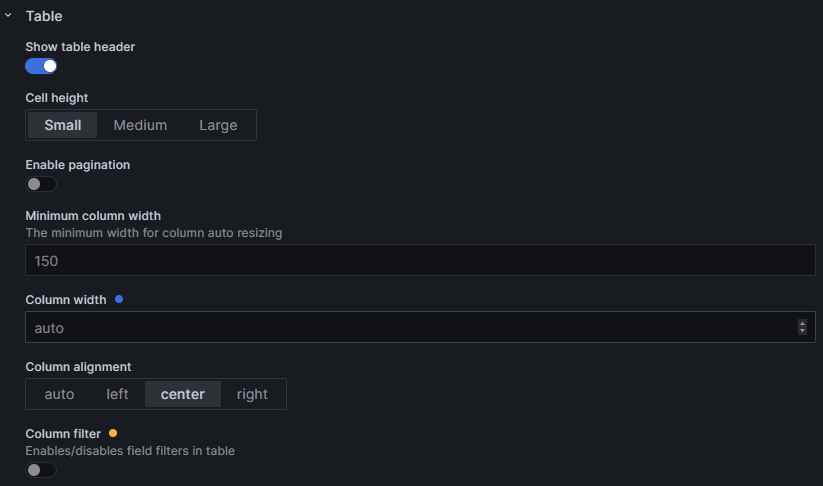 Table
Show table header
Cell height
Small Medium Large
Enable pagination
Minimum column width
The minimum width for column auto resizing
150
Column width
auto
Column alignment
auto left center right
Column filter
Enables/disables field filters in table